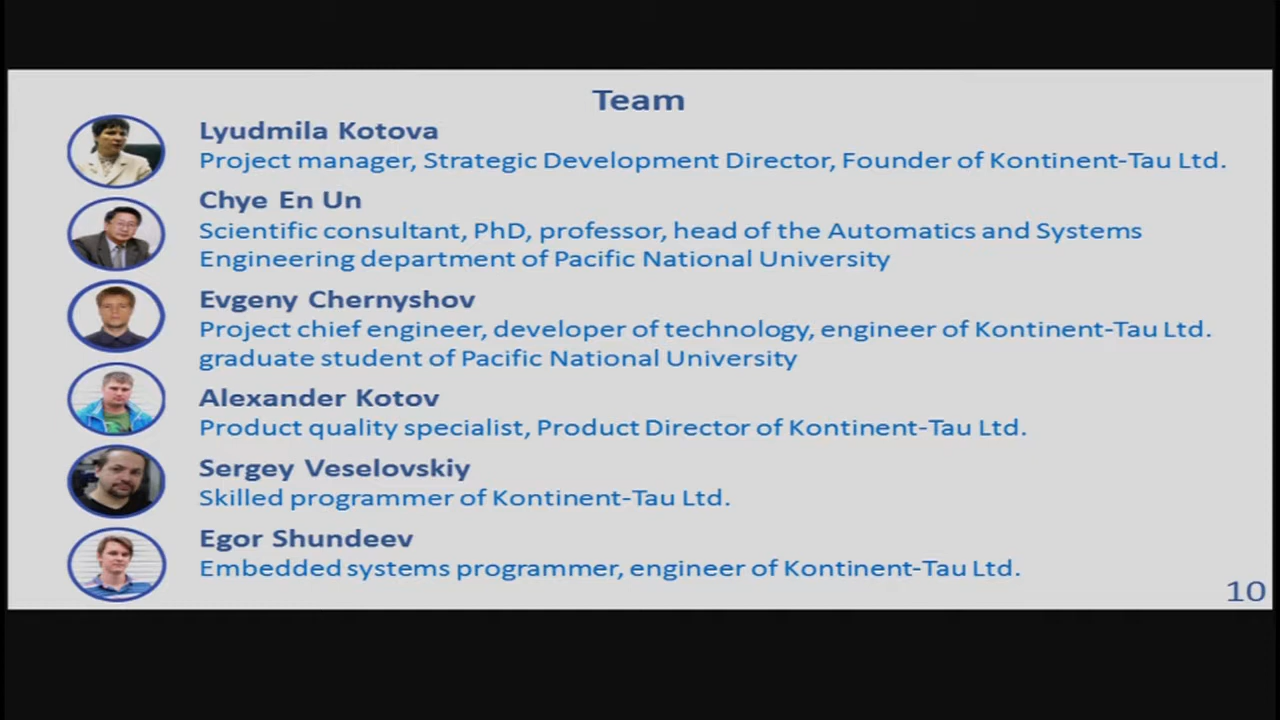 Team
Lyudmila Kotova
Project manager, Strategic Development Director, Founder of Kontinent-Tau Ltd.
Chye En Un
Scientific consultant, PhD, professor, head of the Automatics and Systems
Engineering department of Pacific National University
Evgeny Chernyshov
Project chief engineer, developer of technology, engineer of Kontinent-Tau Ltd.
graduate student of Pacific National University
Alexander Kotov
Product quality specialist, Product Director of Kontinent-Tau Ltd.
Sergey Veselovskiy
Skilled programmer of Kontinent-Tau Ltd.
Egor Shundeev
Embedded systems programmer, engineer of Kontinent-Tau Ltd.
10